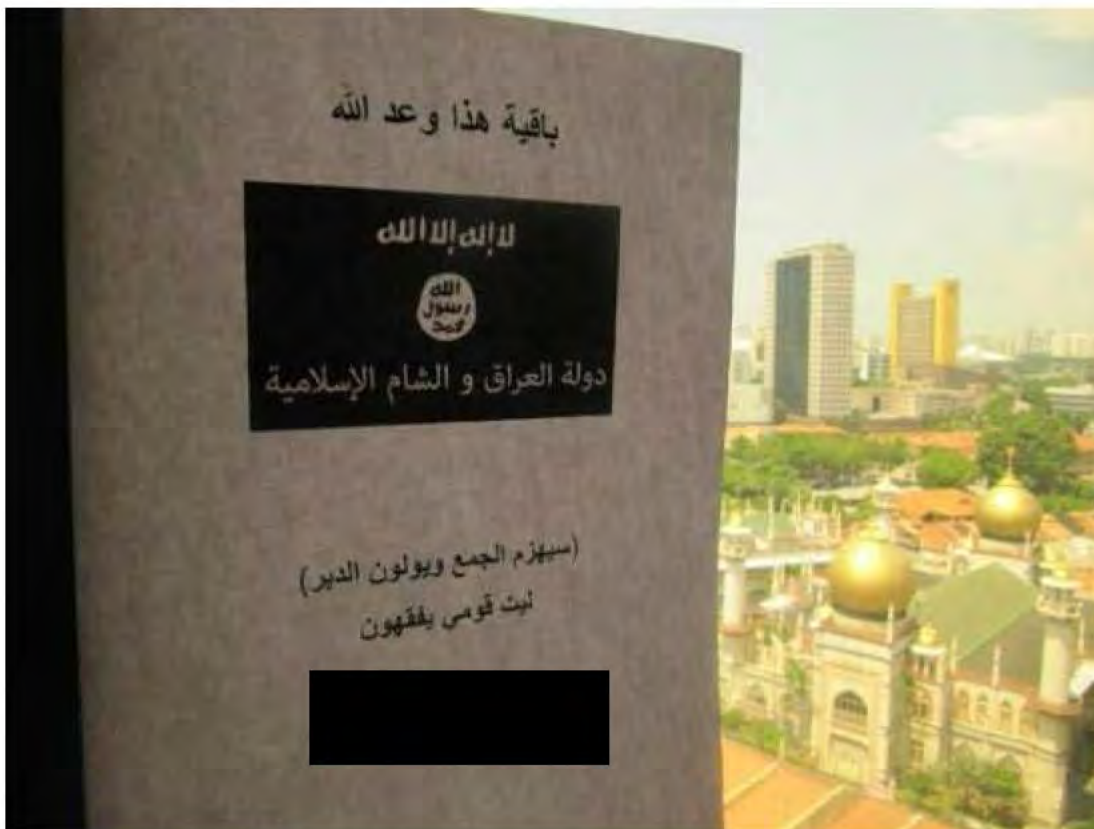 باقية هذا وعد الله
لا إله إلا الله
الله
رسول
محمد
دولة العراق و الشام الإسلامية
(سيهزم الجمع ويولون الدبر)
ليت قومي يفقهون